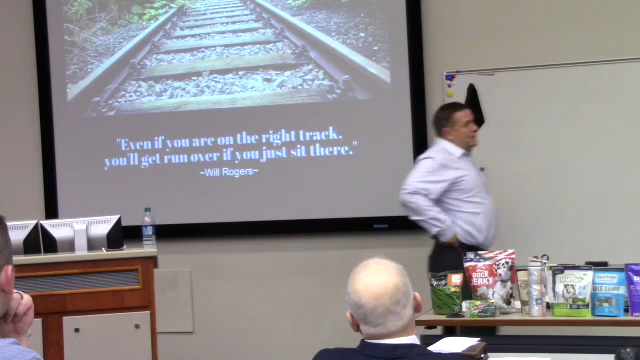 "Even if you are on the right track,
you'll get run over if you just sit there."
~Will Rogers~
DUCK
JERKY